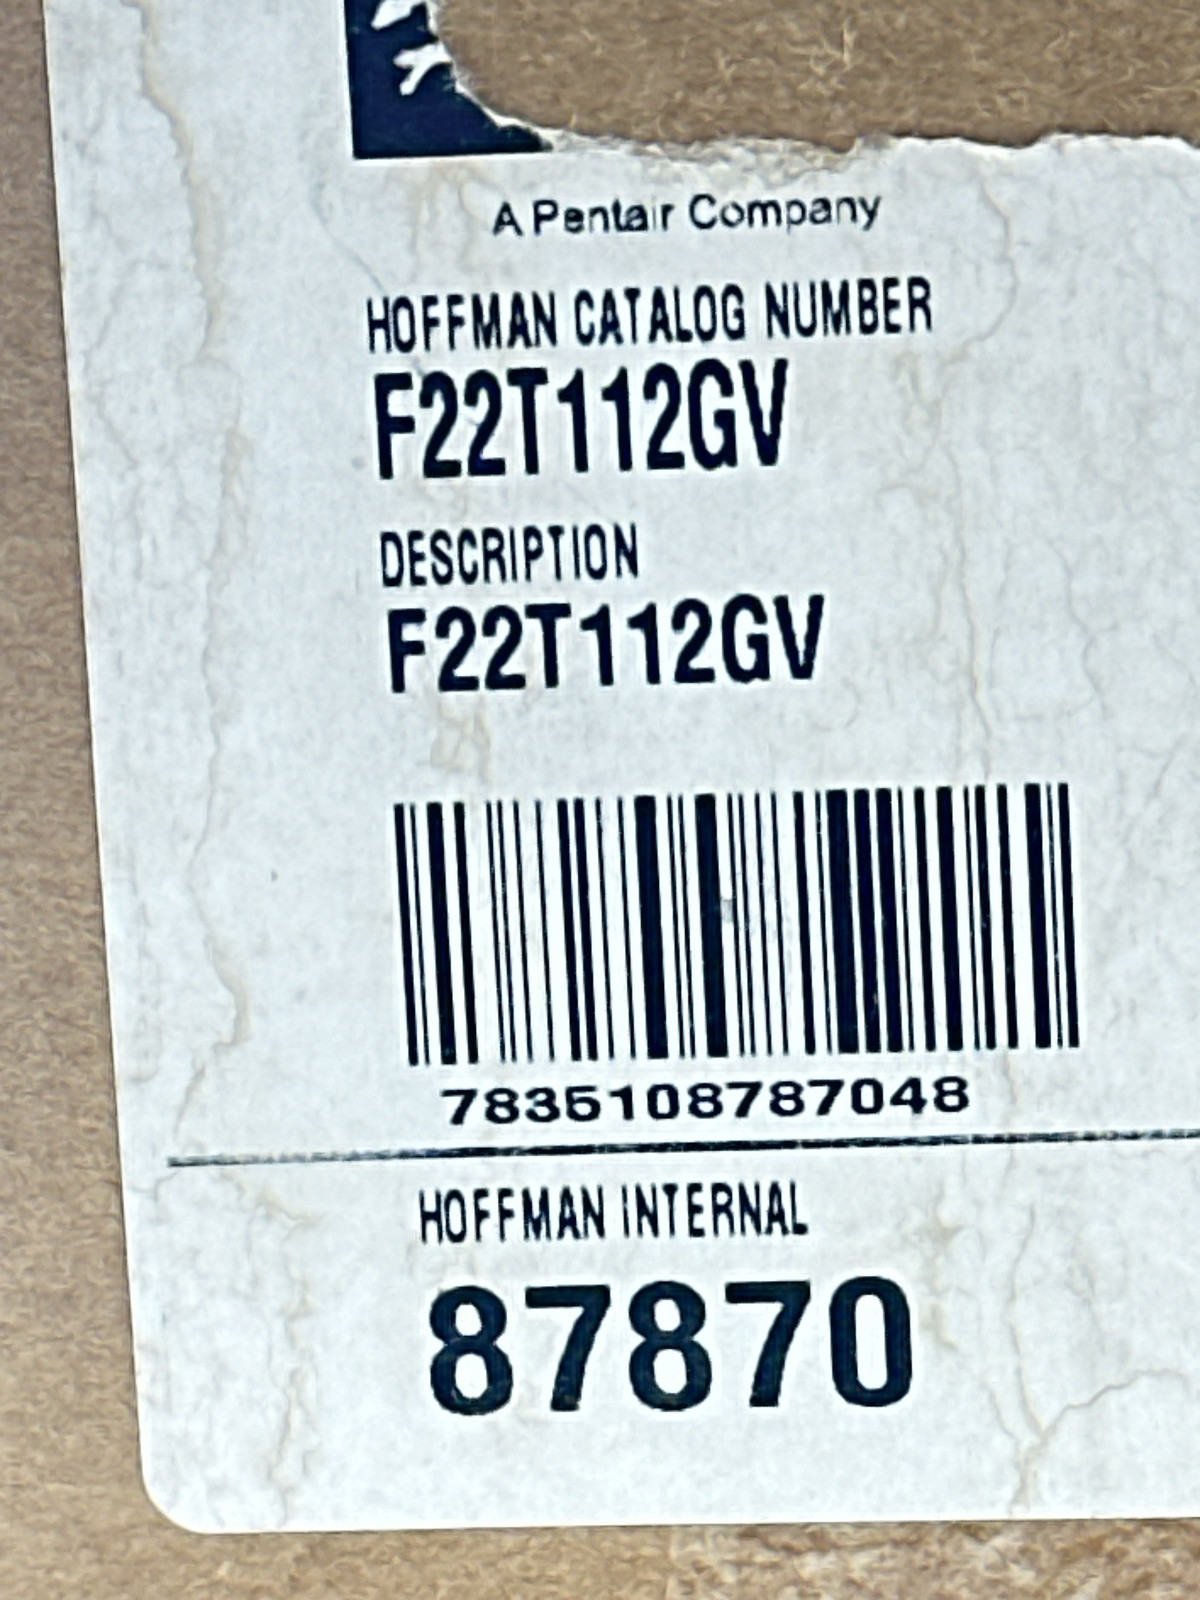 A Pentair Company
HOFFMAN CATALOG NUMBER
F22T112GV
DESCRIPTION
F22T112GV
7835108787048
HOFFMAN INTERNAL
87870